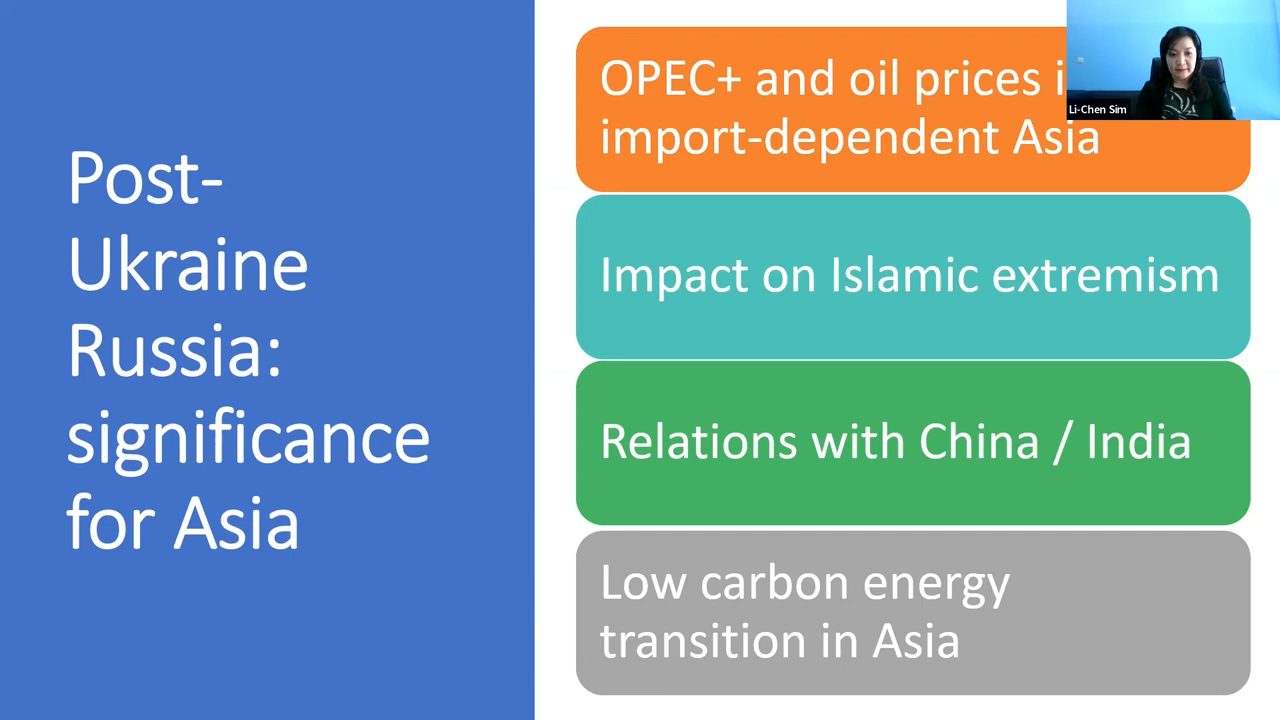 Post-
Ukraine
Russia:
significance
for Asia
OPEC+ and oil prices
import-dependent Asia
Impact on Islamic extremism
Relations with China / India
Low carbon energy
transition in Asia
Li-Chen Sim